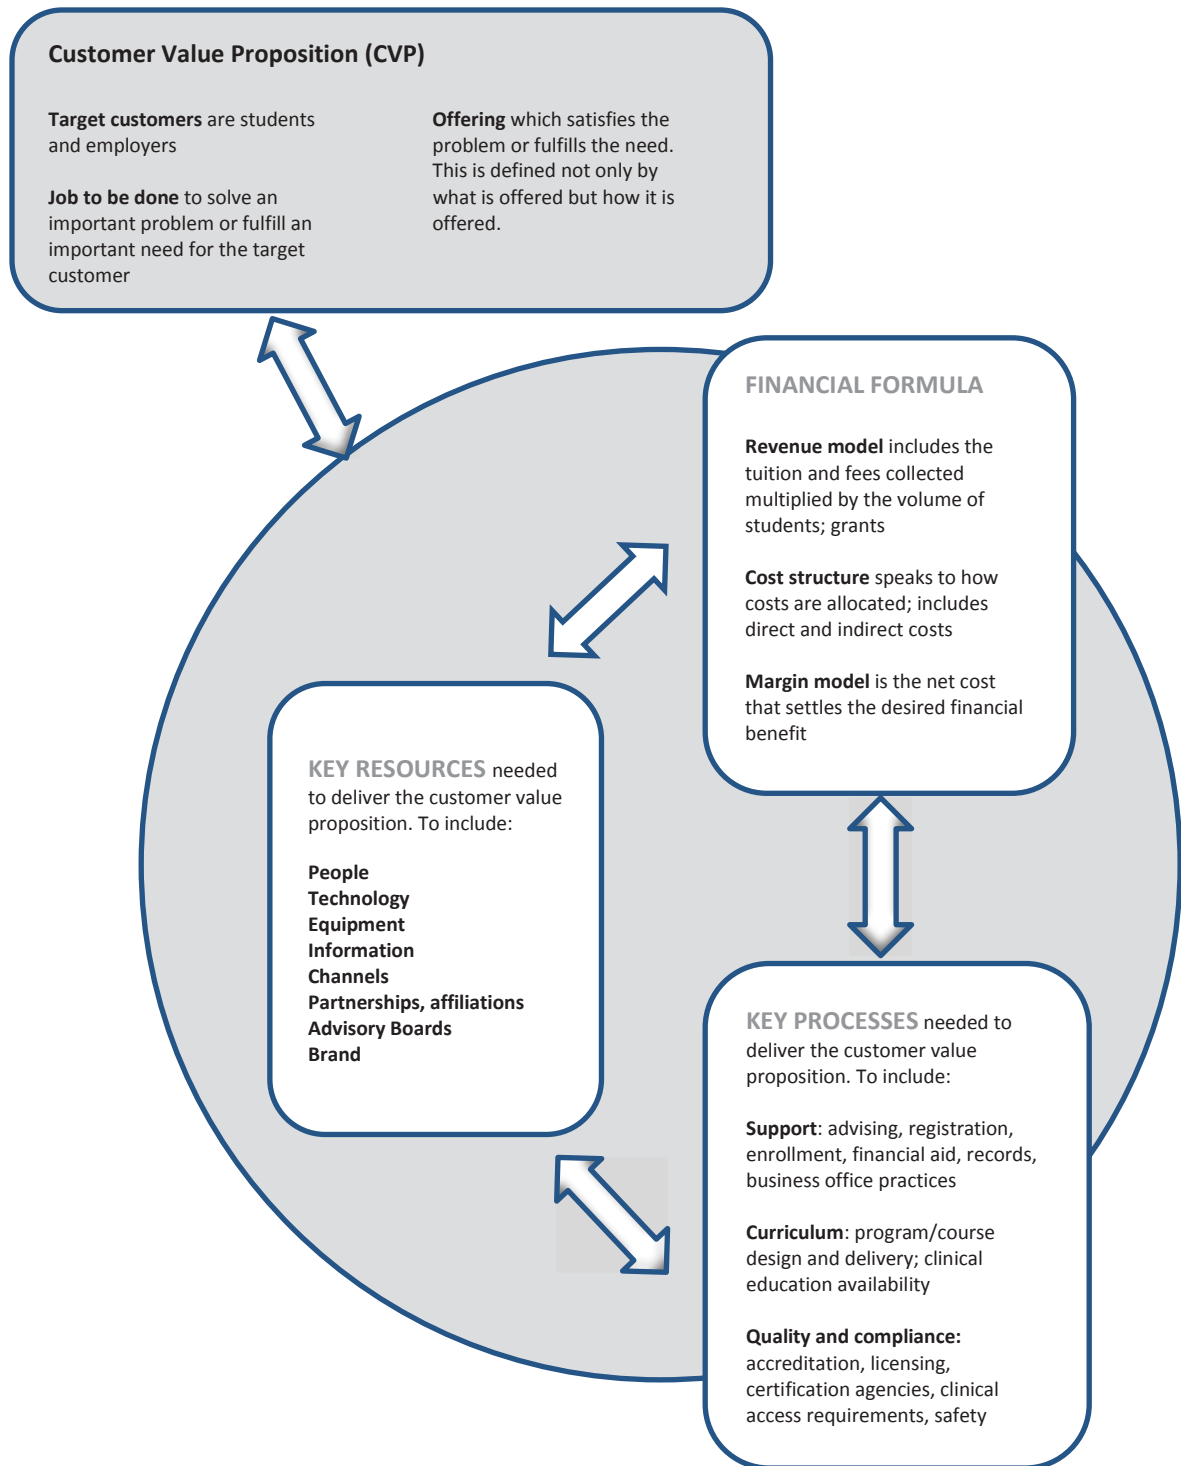 Customer Value Proposition (CVP)
Target customers are students
and employers
Job to be done to solve an
important problem or fulfill an
important need for the target
customer
Offering which satisfies the
problem or fulfills the need.
This is defined not only by
what is offered but how it is
offered.
FINANCIAL FORMULA
Revenue model includes the
tuition and fees collected
multiplied by the volume of
students; grants
Cost structure speaks to how
costs are allocated; includes
direct and indirect costs
Margin model is the net cost
that settles the desired financial
benefit
KEY RESOURCES needed
to deliver the customer value
proposition. To include:
People
Technology
Equipment
Information
Channels
Partnerships, affiliations
Advisory Boards
Brand
KEY PROCESSES needed to
deliver the customer value
proposition. To include:
Support: advising, registration,
enrollment, financial aid, records,
business office practices
Curriculum: program/course
design and delivery; clinical
education availability
Quality and compliance:
accreditation, licensing,
certification agencies, clinical
access requirements, safety